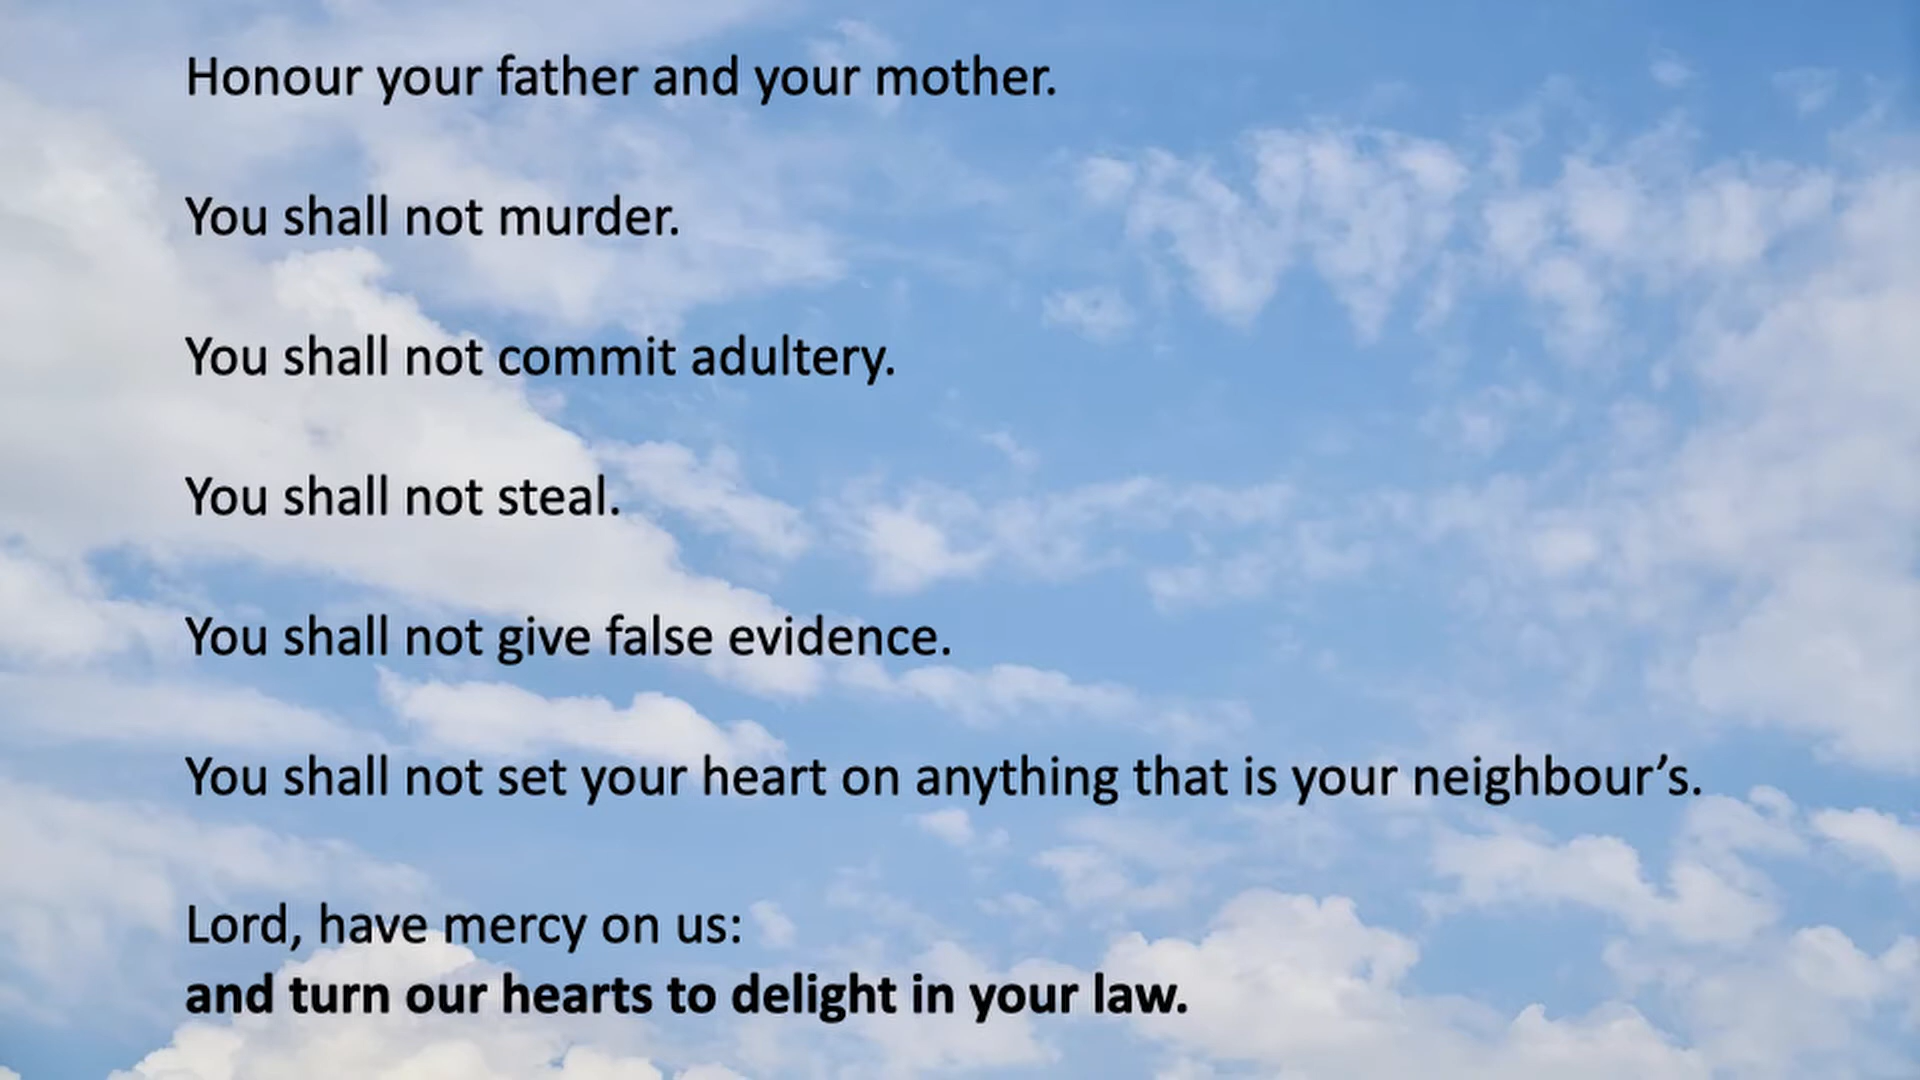 Honour your father and your mother.
You shall not murder.
You shall not commit adultery.
You shall not steal.
You shall not give false evidence.
You shall not set your heart on anything that is your neighbour’s.
Lord, have mercy on us:
and turn our hearts to delight in your law.